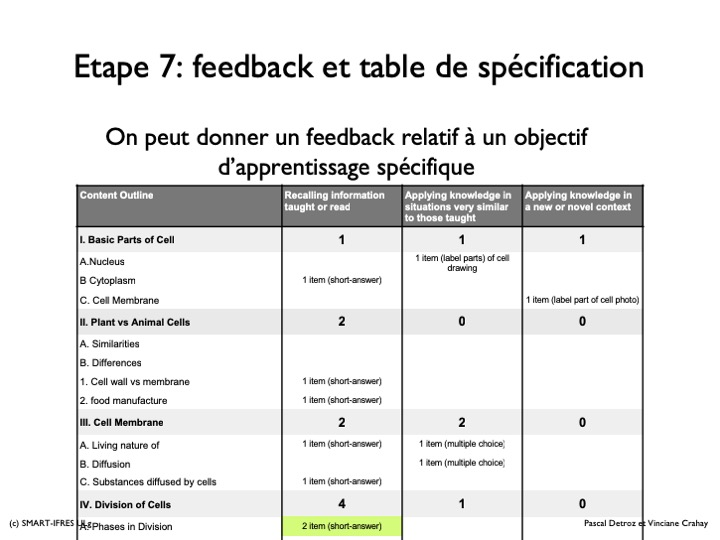 Etape 7: feedback et table de spécification
On peut donner un feedback relatif à un objectif
d'apprentissage spécifique
Content Outline
Recalling information
taught or read
Applying knowledge in
situations very similar
to those taught
Applying knowledge in
a new or novel context
I. Basic Parts of Cell 1 1 1
A.Nucleus 1 item (label parts) of cell
drawing
B Cytoplasm 1 item (short-answer)
C. Cell Membrane 1 item (label part of cell photo)
II. Plant vs Animal Cells 2 0 0
A. Similarities
B. Differences
1. Cell wall vs membrane 1 item (short-answer)
2. food manufacture 1 item (short-answer)
III. Cell Membrane 2 2 0
A. Living nature of 1 item (short-answer) 1 item (multiple choice)
B. Diffusion 1 item (multiple choice)
C. Substances diffused by cells 1 item (short-answer)
IV. Division of Cells 4 1 0
A. Phases in Division 2 item (short-answer)
(c) SMART-IFRES
Pascal Detroz et Vinciane Crahay